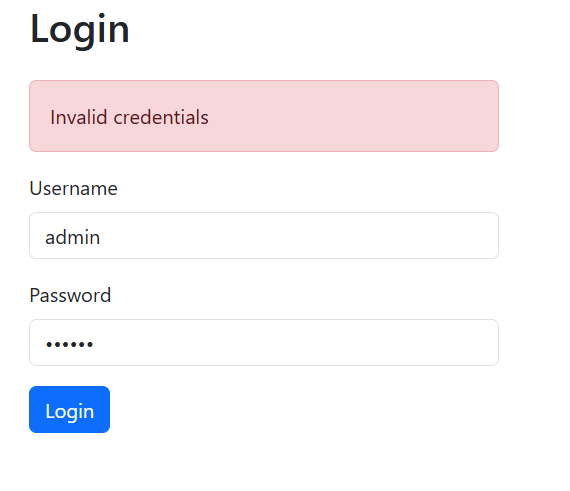 Login
Invalid credentials
Username
admin
Password
••••••
Login